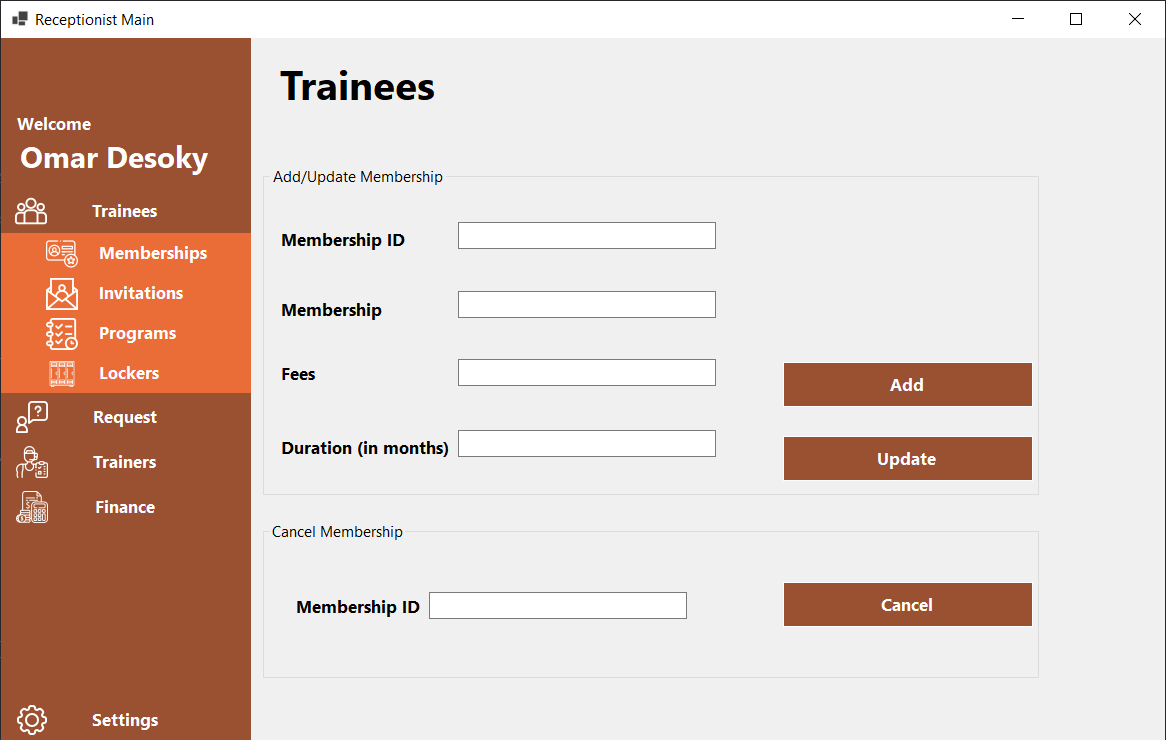 Receptionist Main
Welcome
Omar Desoky
Trainees
Memberships
Invitations
Programs
Lockers
Request
Trainers
Finance
Settings
Trainees
Add/Update Membership
Membership ID
Membership
Fees
Duration (in months)
Add
Update
Cancel Membership
Membership ID
Cancel